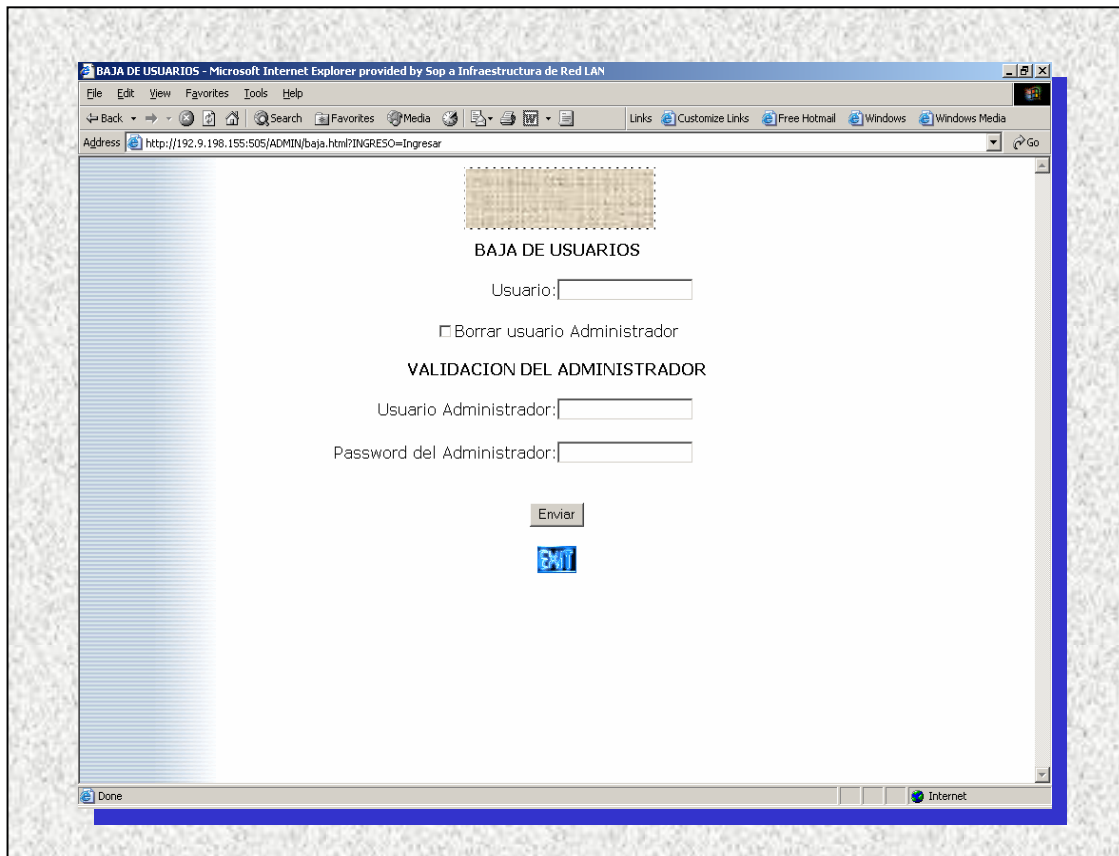 BAJA DE USUARIOS - Microsoft Internet Explorer provided by Sop a Infraestructura de Red LAN
File Edit View Favorites Tools Help
Back Search Favorites Media Links Customize Links Free Hotmail Windows Windows Media
Address http://192.9.198.155:505/ADMIN/baja.html?INGRESO=Ingresar Go
BAJA DE USUARIOS
Usuario:
Borrar usuario Administrador
VALIDACION DEL ADMINISTRADOR
Usuario Administrador:
Password del Administrador:
Enviar
EXIT
Done Internet